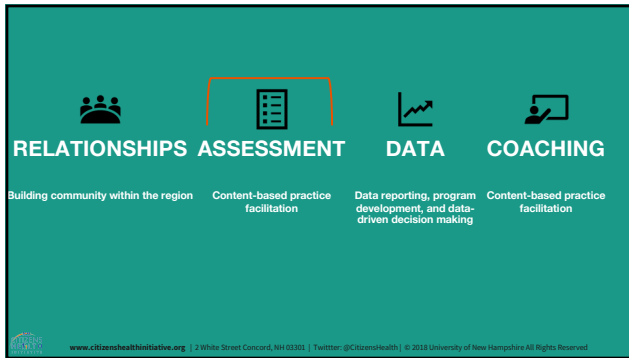 RELATIONSHIPS
Building community within the region
ASSESSMENT
Content-based practice
facilitation
DATA
Data reporting, program
development, and data-
driven decision making
COACHING
Content-based practice
facilitation
www.citizenshealthinitiative.org | 2 White Street Concord, NH 03301 | Twittter: @CitizensHealth | © 2018 University of New Hampshire All Rights Reserved